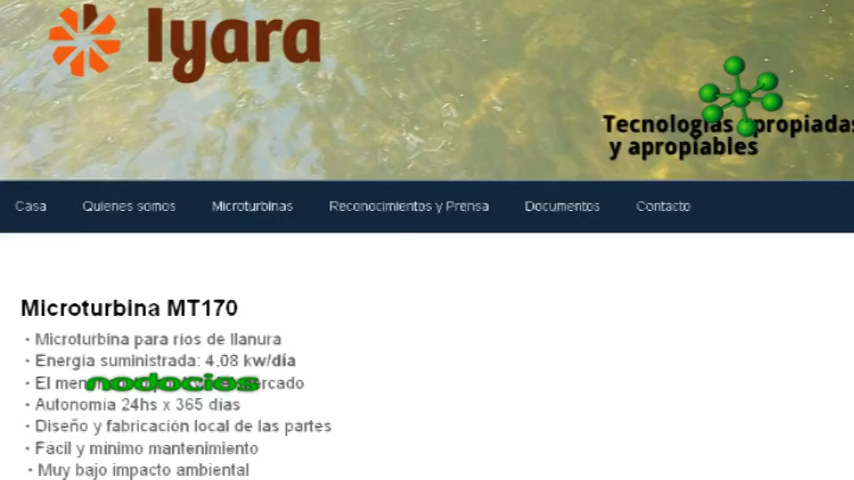 Iyara
Tecnologías apropiadas
y apropiables
Casa Quienes somos Microturbinas Reconocimientos y Prensa Documentos Contacto
Microturbina MT170
· Microturbina para ríos de llanura
· Energía suministrada: 4,08 kw/día
· El nodocios
· Autonomía 24hs x 365 días
· Diseño y fabricación local de las partes
· Fácil y mínimo mantenimiento
· Muy bajo impacto ambiental